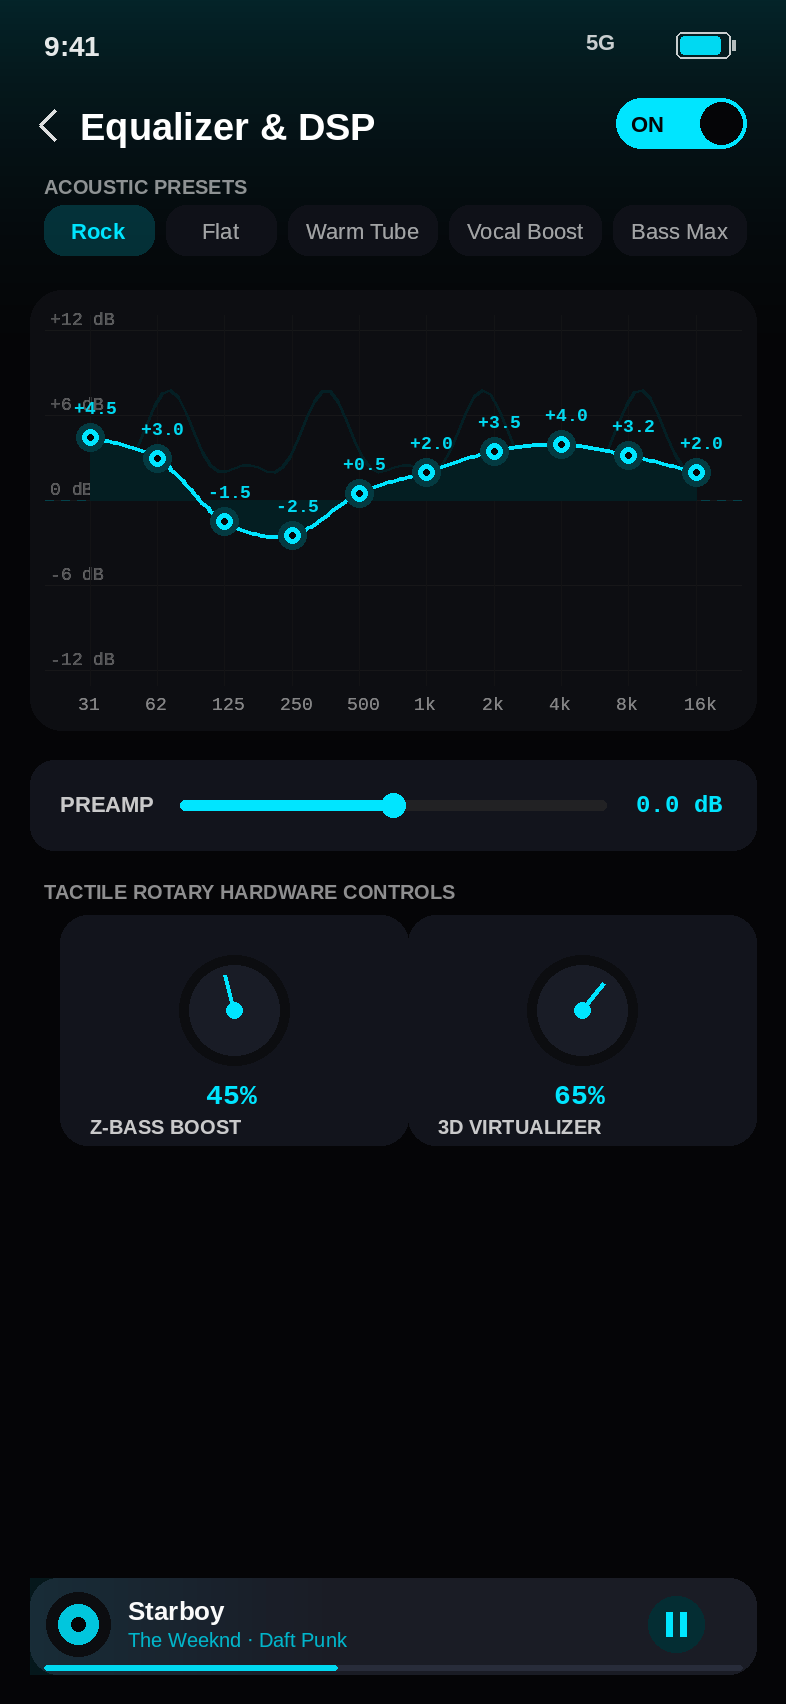 9:41
5G
Equalizer & DSP
ON
ACOUSTIC PRESETS
Rock Flat Warm Tube Vocal Boost Bass Max
+12 dB
+6 dB
+4.5 +3.0 -1.5 -2.5 +0.5 +2.0 +3.5 +4.0 +3.2 +2.0
0 dB
-6 dB
-12 dB
31 62 125 250 500 1k 2k 4k 8k 16k
PREAMP 0.0 dB
TACTILE ROTARY HARDWARE CONTROLS
45% 65%
Z-BASS BOOST 3D VIRTUALIZER
Starboy
The Weeknd · Daft Punk